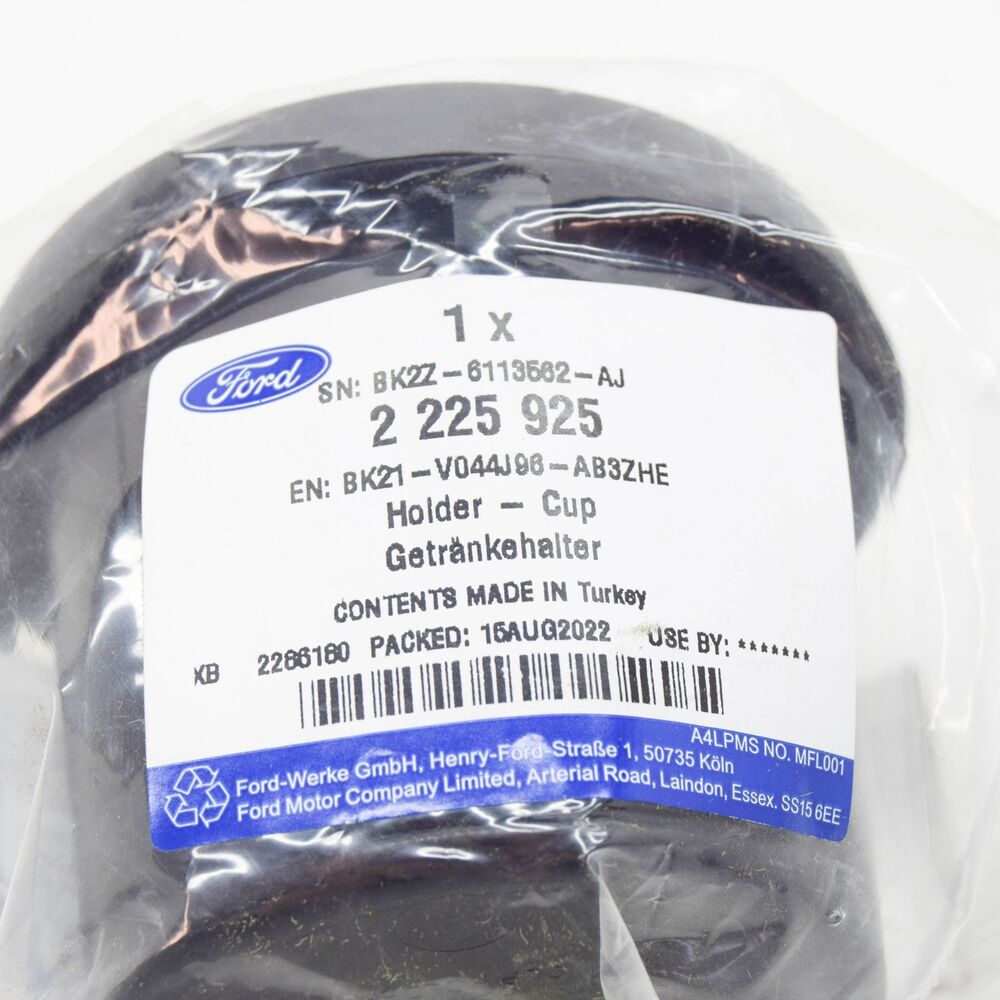 1 x
Ford
SN: BK2Z-6113562-AJ
2 225 925
EN: BK21-V044J96-AB3ZHE
Holder - Cup
Getränkehalter
CONTENTS MADE IN Turkey
XB 2286180 PACKED: 15AUG2022 USE BY: *******
A4LPMS NO. MFL001
Ford-Werke GmbH, Henry-Ford-Straße 1, 50735 Köln
Ford Motor Company Limited, Arterial Road, Laindon, Essex. SS15 6EE